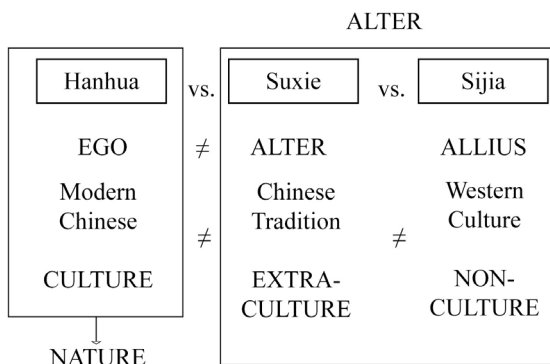 ALTER
Hanhua vs. Suxie vs. Sijia
EGO ≠ ALTER ALLIUS
Modern Chinese Western
Chinese Tradition Culture
≠ ≠
CULTURE EXTRA- NON-
CULTURE CULTURE
NATURE